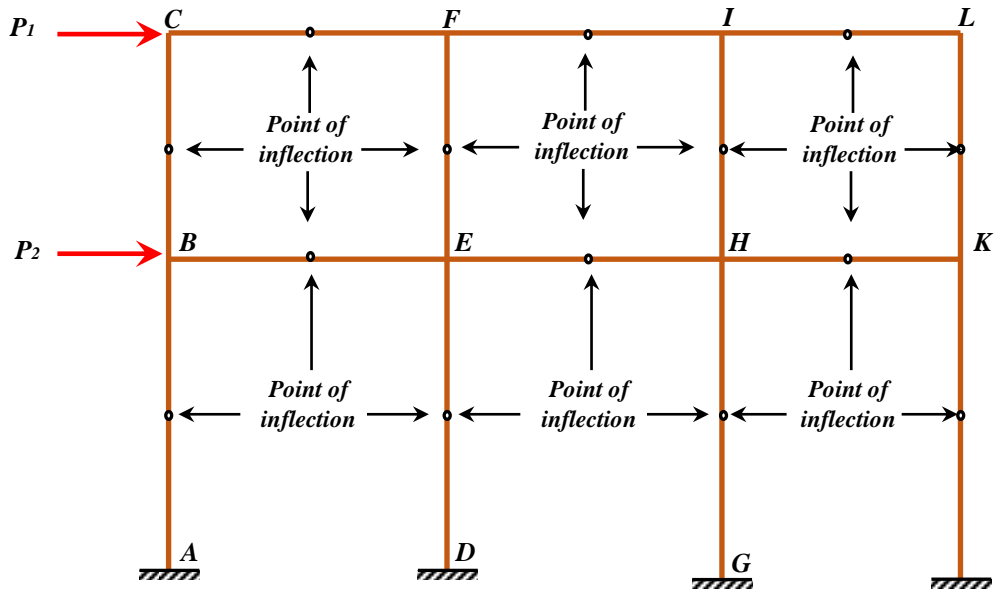 P1
C
F
I
L
Point of
inflection
Point of
inflection
Point of
inflection
P2
B
E
H
K
Point of
inflection
Point of
inflection
Point of
inflection
A
D
G